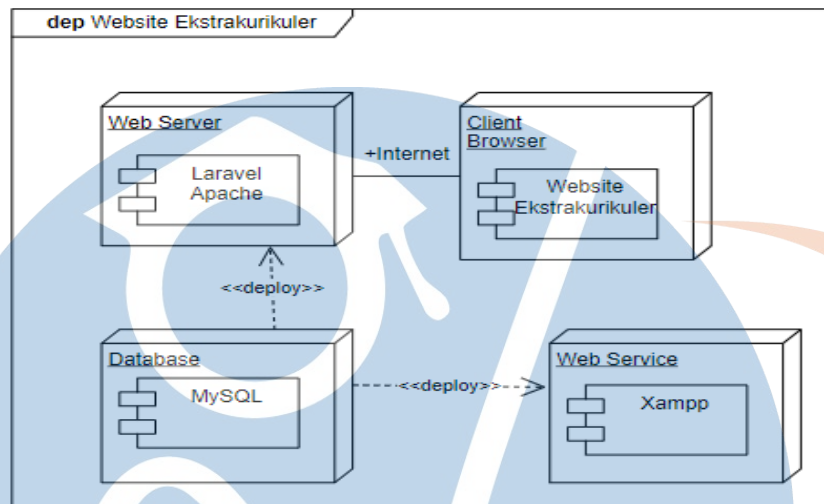 dep Website Ekstrakurikuler
Web Server
Laravel
Apache
+Internet
Client
Browser
Website
Ekstrakurikuler
<<deploy>>
Database
MySQL
<<deploy>>
Web Service
Xampp